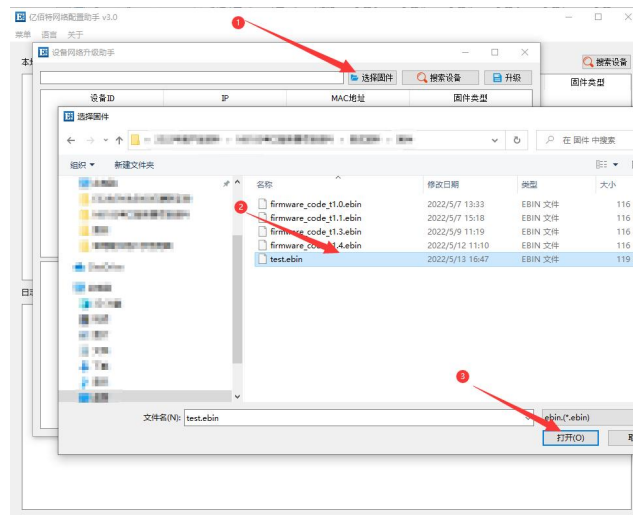 亿佰特网络配置助手 v3.0
菜单 语言 关于
1
设备网络升级助手
选择固件 搜索设备 升级
搜索设备
固件类型
设备ID IP MAC地址 固件类型
选择固件
在 固件 中搜索
组织 新建文件夹
名称 修改日期 类型 大小
firmware_code_t1.0.ebin 2022/5/7 13:33 EBIN 文件 116
2
firmware_code_t1.1.ebin 2022/5/7 15:18 EBIN 文件 116
firmware_code_t1.3.ebin 2022/5/9 11:19 EBIN 文件 116
firmware_code_t1.4.ebin 2022/5/12 11:10 EBIN 文件 116
test.ebin 2022/5/13 16:47 EBIN 文件 119
3
文件名(N): test.ebin ebin.(*.ebin)
打开(O)